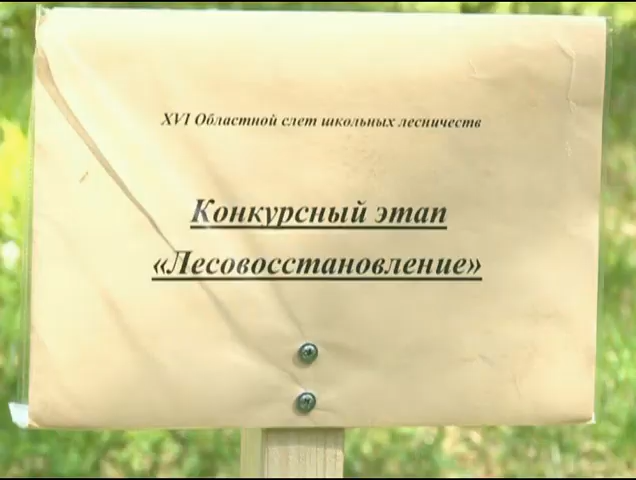 XVI Областной слет школьных лесничеств
Конкурсный этап
«Лесовосстановление»